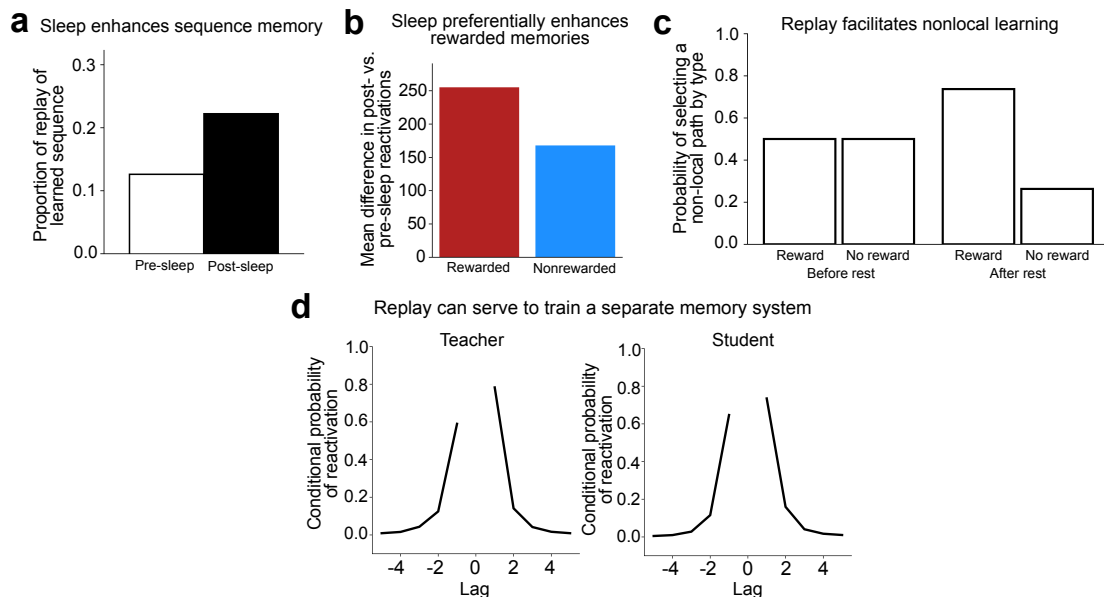 a
Sleep enhances sequence memory
Proportion of replay of
learned sequence
0.3
0.2
0.1
0.0
Pre-sleep
Post-sleep
b
Sleep preferentially enhances
rewarded memories
Mean difference in post- vs.
pre-sleep reactivations
250
200
150
100
50
0
Rewarded
Nonrewarded
c
Replay facilitates nonlocal learning
Probability of selecting a
non-local path by type
1.0
0.8
0.6
0.4
0.2
0.0
Reward
No reward
Before rest
Reward
No reward
After rest
d
Replay can serve to train a separate memory system
Teacher
Conditional probability
of reactivation
1.0
0.8
0.6
0.4
0.2
0.0
-4 -2 0 2 4
Lag
Student
Conditional probability
of reactivation
1.0
0.8
0.6
0.4
0.2
0.0
-4 -2 0 2 4
Lag